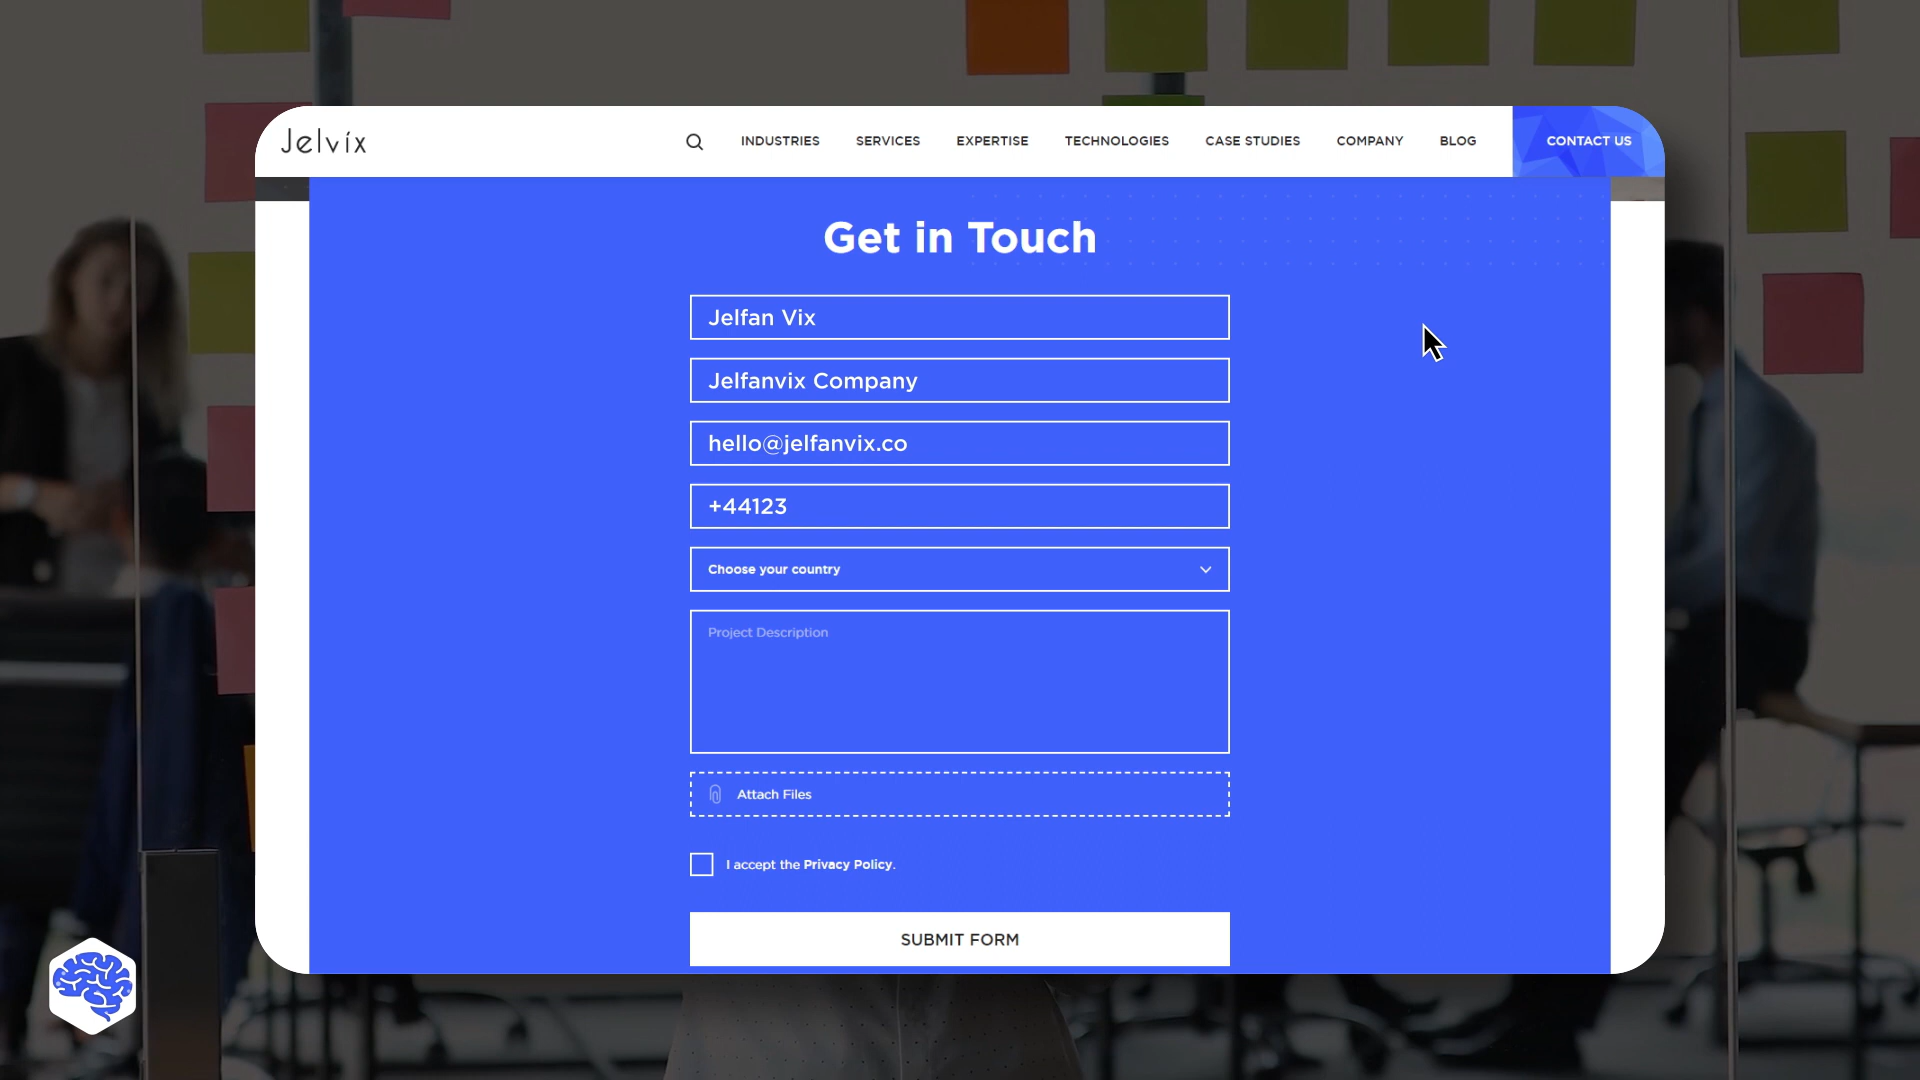 Jelvix
INDUSTRIES SERVICES EXPERTISE TECHNOLOGIES CASE STUDIES COMPANY BLOG CONTACT US
Get in Touch
Jelfan Vix
Jelfanvix Company
hello@jelfanvix.co
+44123
Choose your country
Project Description
Attach Files
I accept the Privacy Policy.
SUBMIT FORM